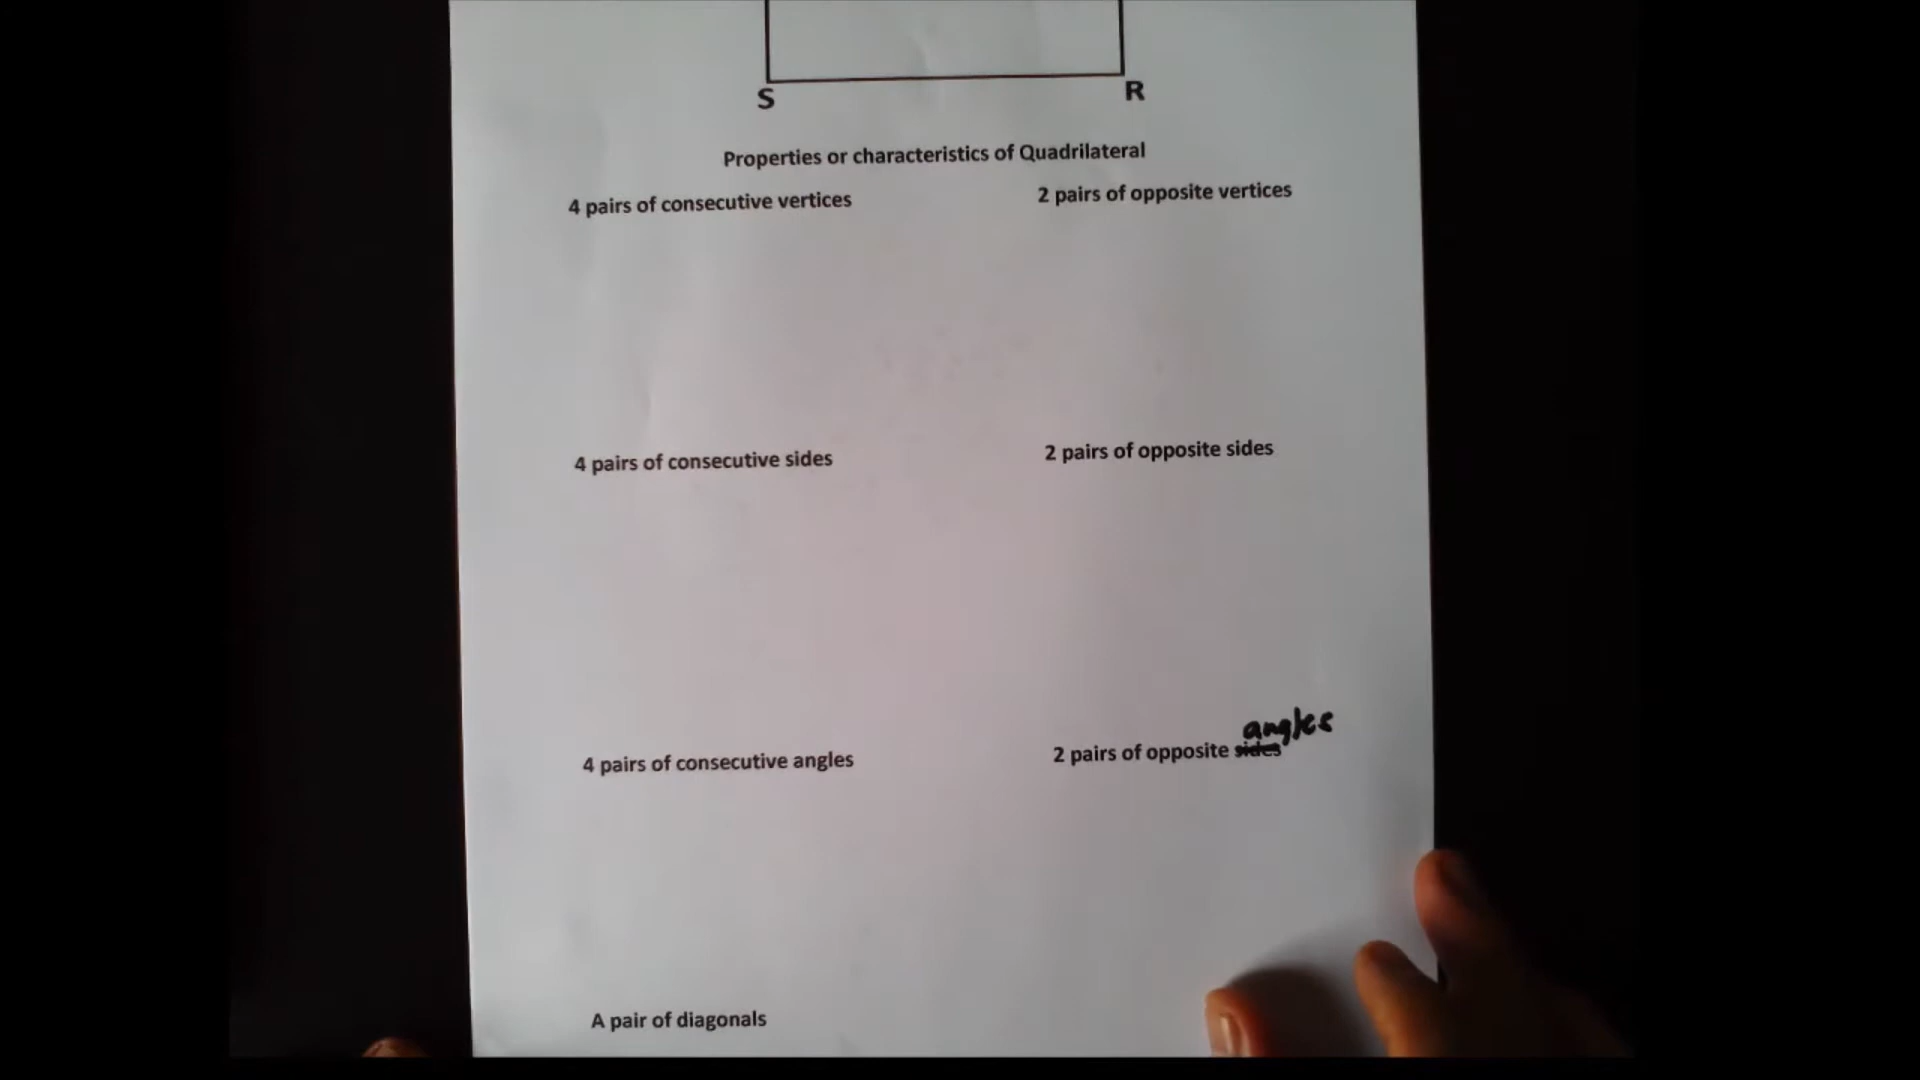 S R
Properties or characteristics of Quadrilateral
4 pairs of consecutive vertices 2 pairs of opposite vertices
4 pairs of consecutive sides 2 pairs of opposite sides
angles
4 pairs of consecutive angles 2 pairs of opposite sides
A pair of diagonals